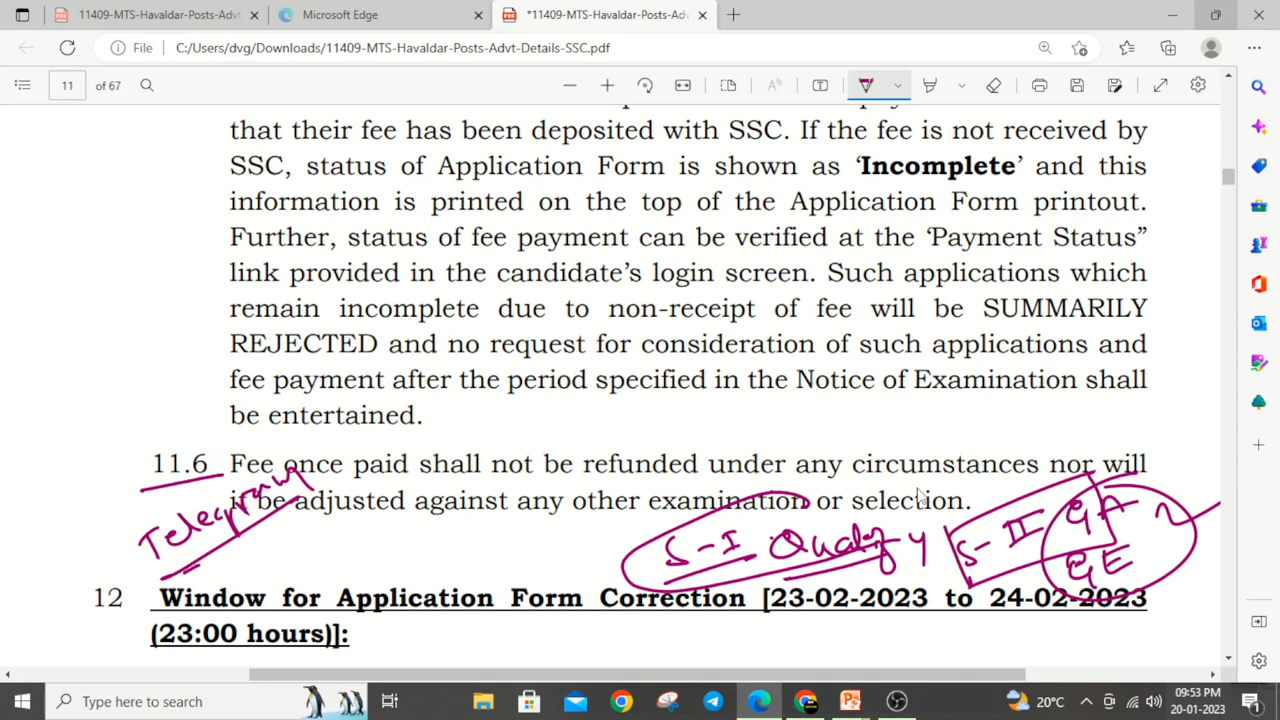 11409-MTS-Havaldar-Posts-Advt
Microsoft Edge
*11409-MTS-Havaldar-Posts-Adv
File C:/Users/dvg/Downloads/11409-MTS-Havaldar-Posts-Advt-Details-SSC.pdf
11 of 67
that their fee has been deposited with SSC. If the fee is not received by
SSC, status of Application Form is shown as ‘Incomplete’ and this
information is printed on the top of the Application Form printout.
Further, status of fee payment can be verified at the ‘Payment Status”
link provided in the candidate’s login screen. Such applications which
remain incomplete due to non-receipt of fee will be SUMMARILY
REJECTED and no request for consideration of such applications and
fee payment after the period specified in the Notice of Examination shall
be entertained.
11.6 Fee once paid shall not be refunded under any circumstances nor will
it be adjusted against any other examination or selection.
Telegram
S-I Qualify
S-II GA
GE
12 Window for Application Form Correction [23-02-2023 to 24-02-2023
(23:00 hours)]:
Type here to search
20°C
09:53 PM
20-01-2023